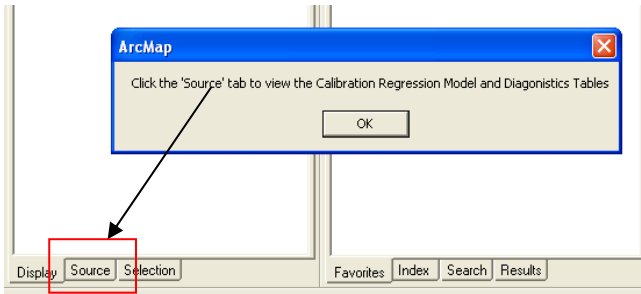 ArcMap
Click the 'Source' tab to view the Calibration Regression Model and Diagonistics Tables
OK
Display Source Selection
Favorites Index Search Results